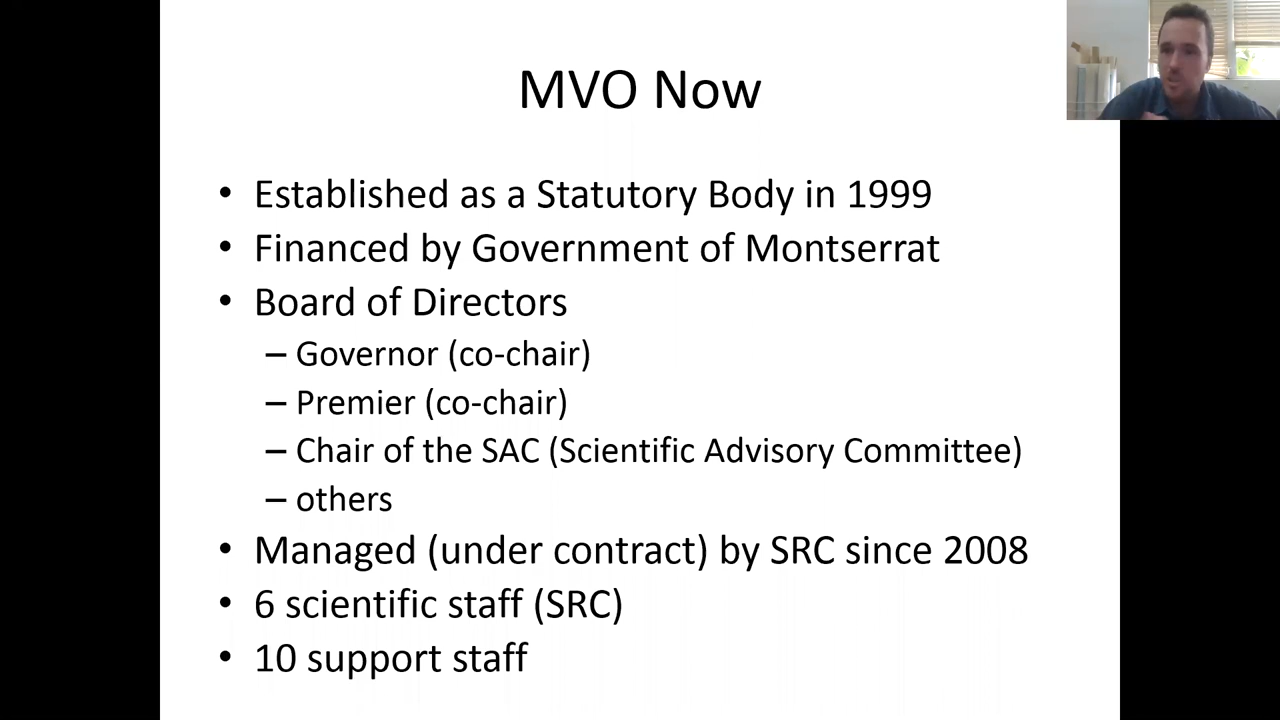 MVO Now
• Established as a Statutory Body in 1999
• Financed by Government of Montserrat
• Board of Directors
– Governor (co-chair)
– Premier (co-chair)
– Chair of the SAC (Scientific Advisory Committee)
– others
• Managed (under contract) by SRC since 2008
• 6 scientific staff (SRC)
• 10 support staff